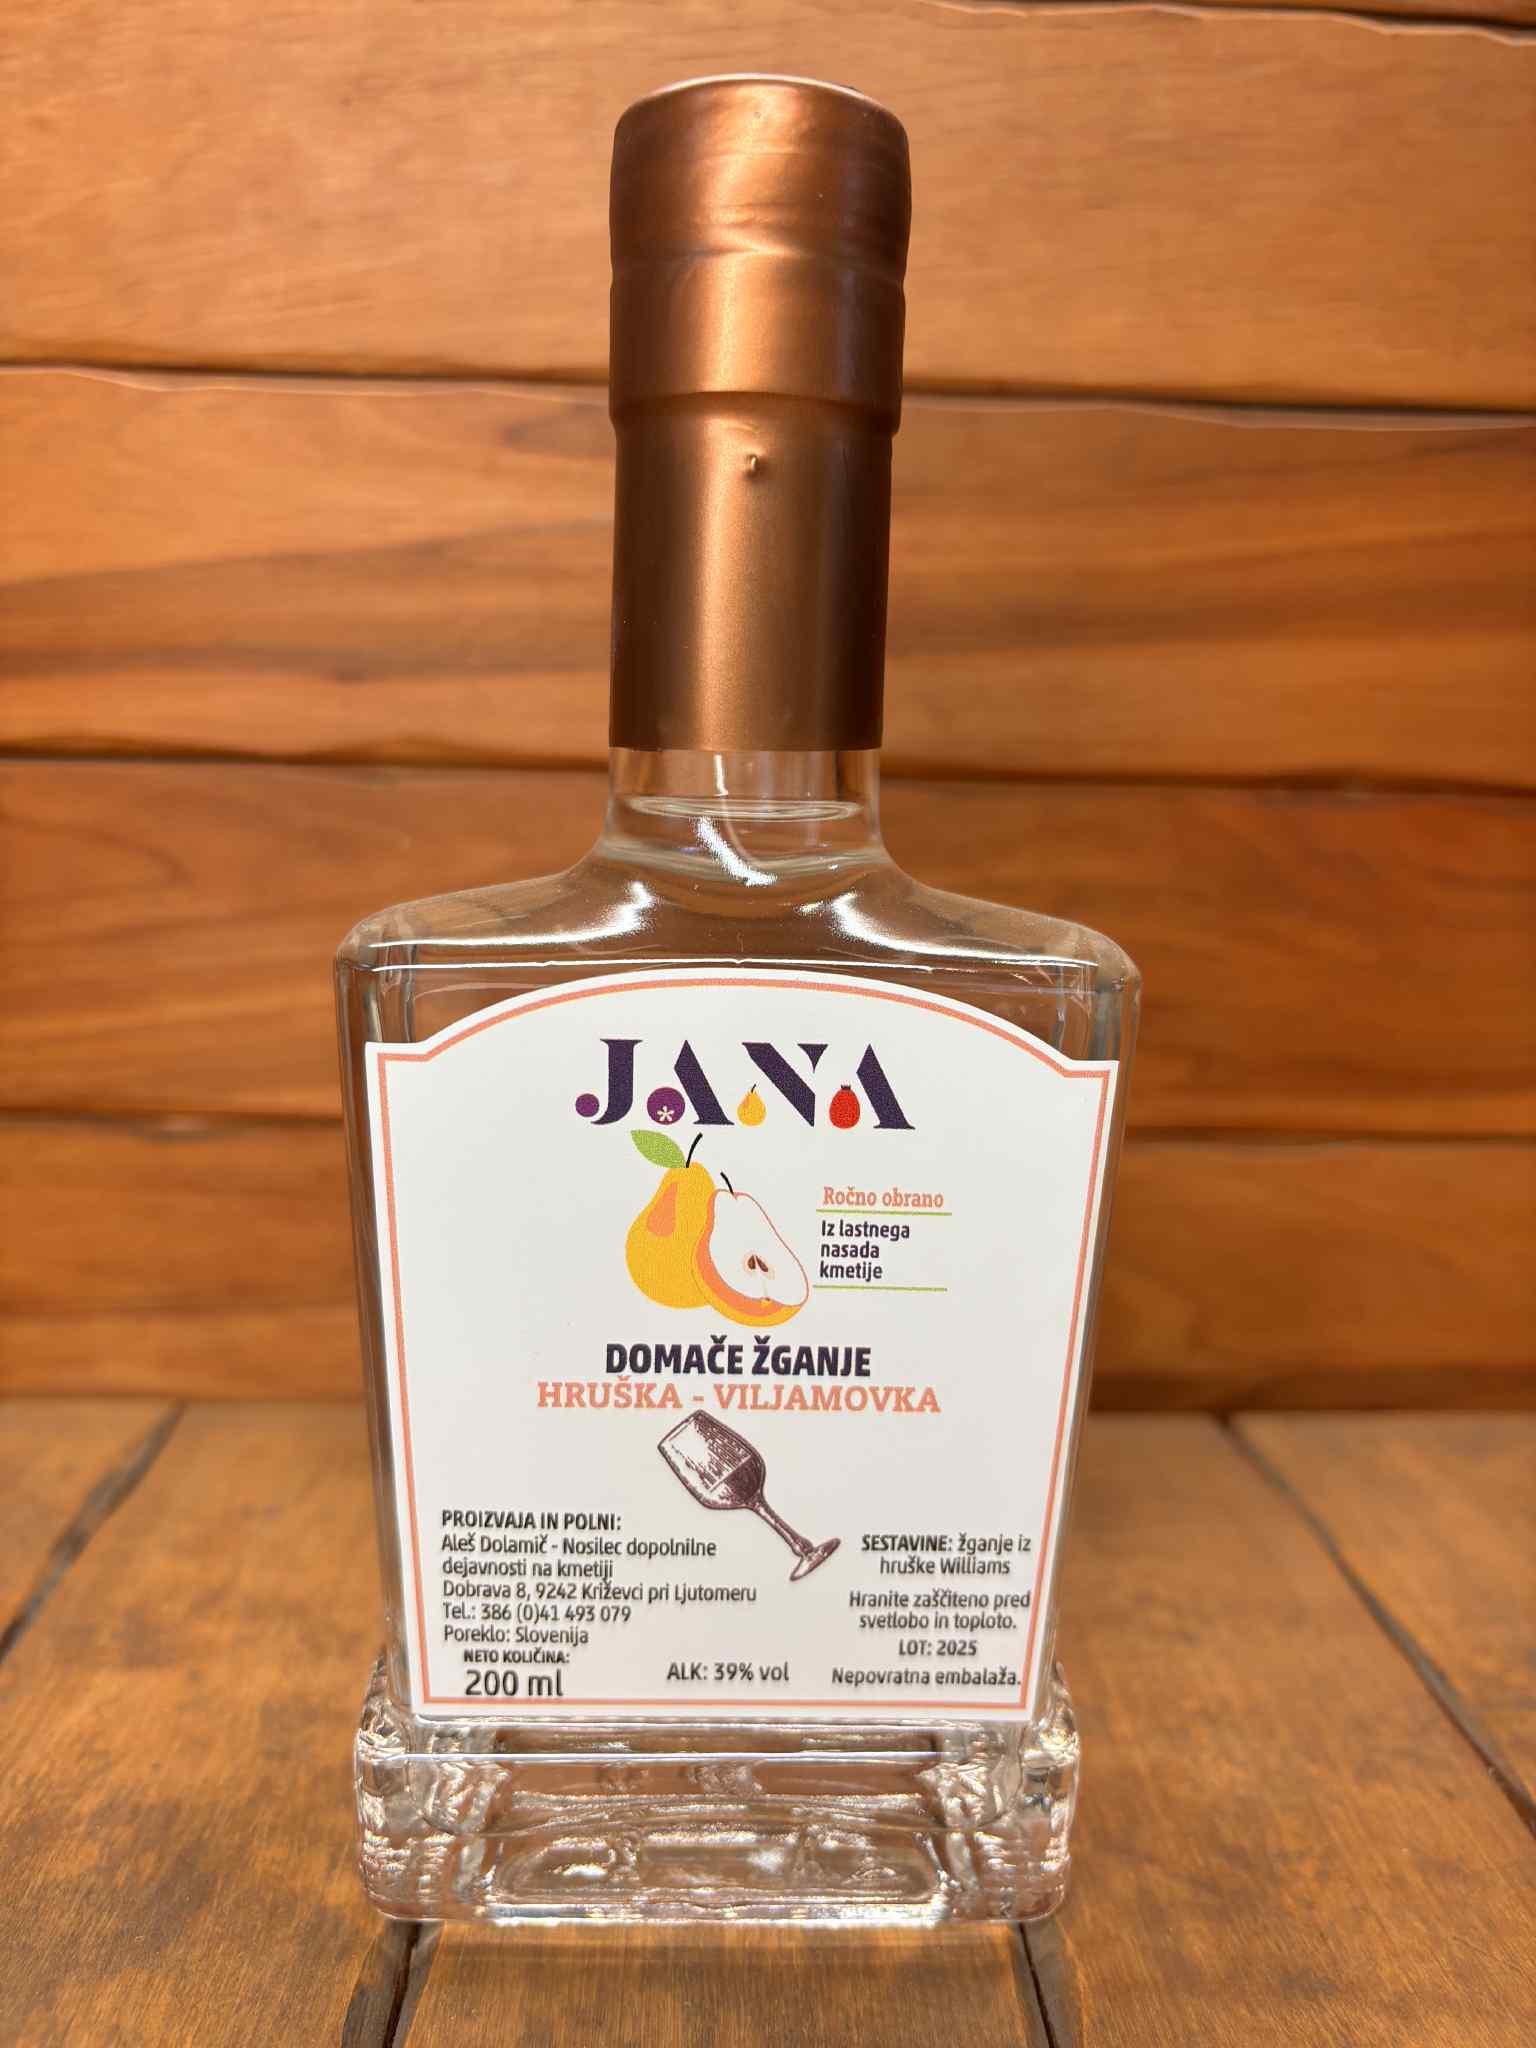 JANA
Ročno obrano
Iz lastnega
nasada
kmetije
DOMAČE ŽGANJE
HRUŠKA - VILJAMOVKA
PROIZVAJA IN POLNI:
Aleš Dolamič - Nosilec dopolnilne
dejavnosti na kmetiji
Dobrava 8, 9242 Križevci pri Ljutomeru
Tel.: 386 (0)41 493 079
Poreklo: Slovenija
NETO KOLIČINA:
200 ml
ALK: 39% vol
SESTAVINE: žganje iz
hruške Williams
Hranite zaščiteno pred
svetlobo in toploto.
LOT: 2025
Nepovratna embalaža.